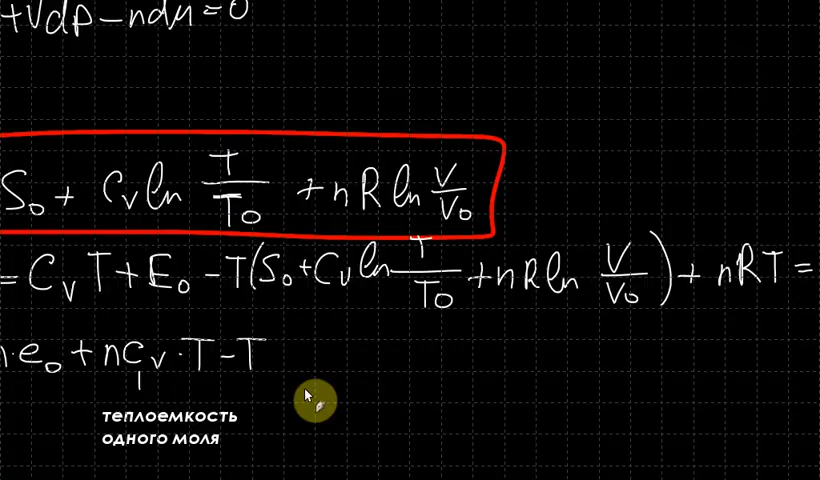 +Vdp − ndμ = 0
S₀ + Cᵥ ln T/T₀ + nR ln V/V₀
= Cᵥ T + E₀ − T(S₀ + Cᵥ ln T/T₀ + nR ln V/V₀) + nRT =
n·e₀ + ncᵥ·T − T
теплоемкость
одного моля